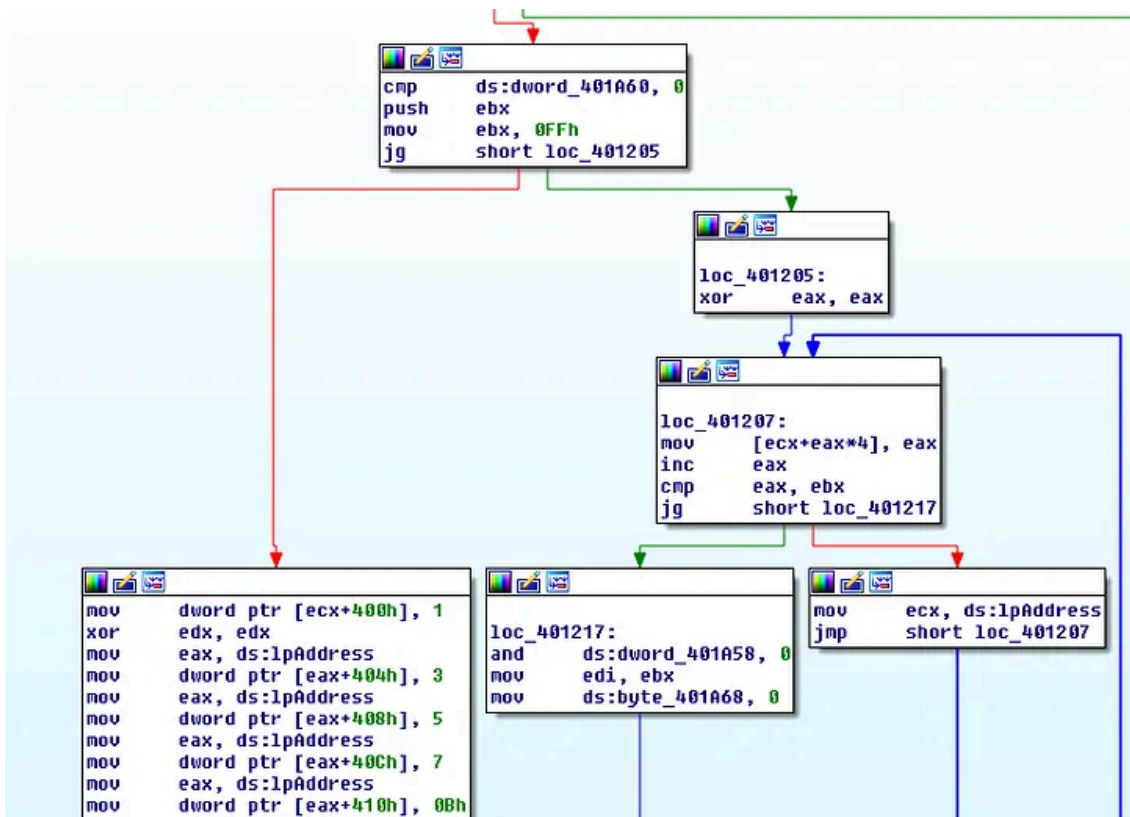 cmp ds:dword_401A60, 0
push ebx
mov ebx, 0FFh
jg short loc_401205
loc_401205:
xor eax, eax
loc_401207:
mov [ecx+eax*4], eax
inc eax
cmp eax, ebx
jg short loc_401217
mov dword ptr [ecx+400h], 1
xor edx, edx
mov eax, ds:lpAddress
mov dword ptr [eax+404h], 3
mov eax, ds:lpAddress
mov dword ptr [eax+408h], 5
mov eax, ds:lpAddress
mov dword ptr [eax+40Ch], 7
mov eax, ds:lpAddress
mov dword ptr [eax+410h], 0Bh
loc_401217:
and ds:dword_401A58, 0
mov edi, ebx
mov ds:byte_401A68, 0
mov ecx, ds:lpAddress
jmp short loc_401207